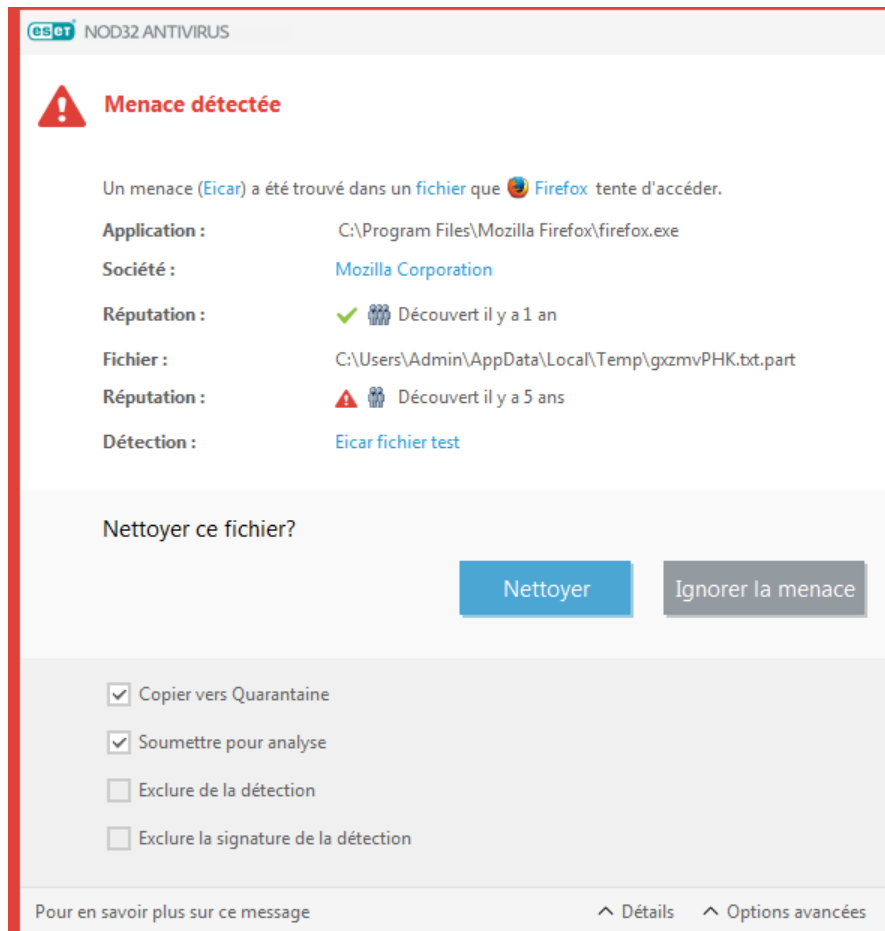 eset NOD32 ANTIVIRUS
Menace détectée
Un menace (Eicar) a été trouvé dans un fichier que Firefox tente d'accéder.
Application : C:\Program Files\Mozilla Firefox\firefox.exe
Société : Mozilla Corporation
Réputation : Découvert il y a 1 an
Fichier : C:\Users\Admin\AppData\Local\Temp\gxzmvPHK.txt.part
Réputation : Découvert il y a 5 ans
Détection : Eicar fichier test
Nettoyer ce fichier?
Nettoyer Ignorer la menace
Copier vers Quarantaine
Soumettre pour analyse
Exclure de la détection
Exclure la signature de la détection
Pour en savoir plus sur ce message Détails Options avancées